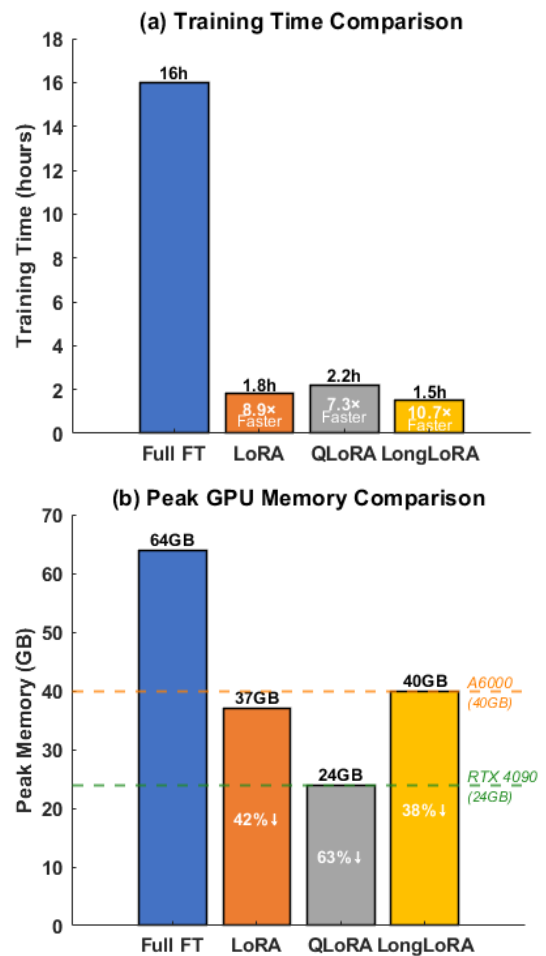 (a) Training Time Comparison
18
16
14
12
10
8
6
4
2
0
Training Time (hours)
16h
1.8h
2.2h
1.5h
8.9×
Faster
7.3×
Faster
10.7×
Faster
Full FT
LoRA
QLoRA
LongLoRA
(b) Peak GPU Memory Comparison
70
60
50
40
30
20
10
0
Peak Memory (GB)
64GB
37GB
24GB
40GB
A6000
(40GB)
RTX 4090
(24GB)
42%↓
63%↓
38%↓
Full FT
LoRA
QLoRA
LongLoRA